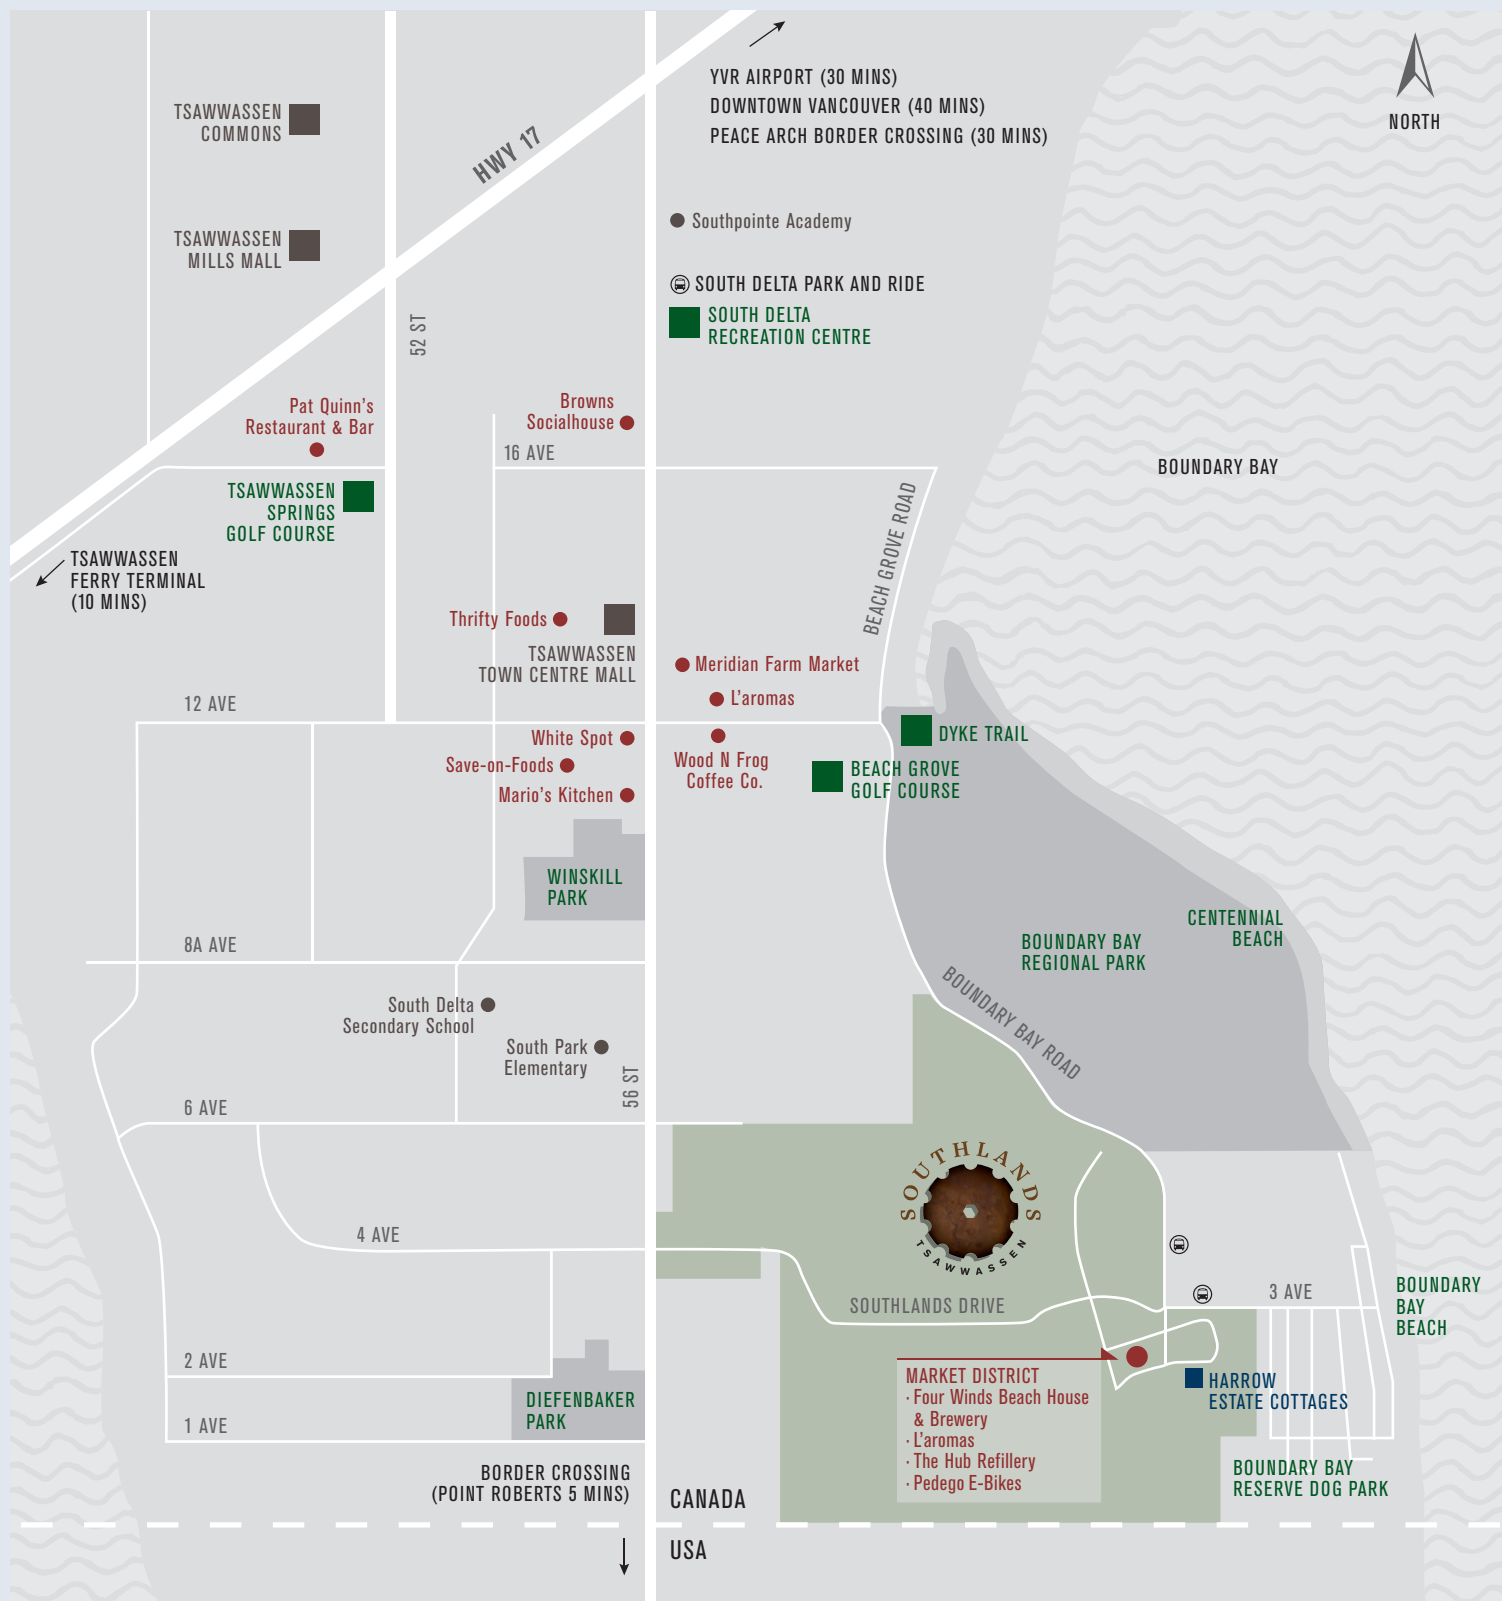 YVR AIRPORT (30 MINS)
DOWNTOWN VANCOUVER (40 MINS)
PEACE ARCH BORDER CROSSING (30 MINS)
NORTH
TSAWWASSEN
COMMONS
HWY 17
TSAWWASSEN
MILLS MALL
Southpointe Academy
SOUTH DELTA PARK AND RIDE
SOUTH DELTA
RECREATION CENTRE
52 ST
Pat Quinn's
Restaurant & Bar
Browns
Socialhouse
16 AVE
BOUNDARY BAY
TSAWWASSEN
SPRINGS
GOLF COURSE
BEACH GROVE ROAD
TSAWWASSEN
FERRY TERMINAL
(10 MINS)
Thrifty Foods
TSAWWASSEN
TOWN CENTRE MALL
Meridian Farm Market
L'aromas
12 AVE
White Spot
Save-on-Foods
Mario's Kitchen
Wood N Frog
Coffee Co.
DYKE TRAIL
BEACH GROVE
GOLF COURSE
WINSKILL
PARK
CENTENNIAL
BEACH
BOUNDARY BAY
REGIONAL PARK
8A AVE
BOUNDARY BAY ROAD
South Delta
Secondary School
South Park
Elementary
56 ST
6 AVE
SOUTHLANDS
TSAWWASSEN
4 AVE
SOUTHLANDS DRIVE
3 AVE
BOUNDARY
BAY
BEACH
2 AVE
MARKET DISTRICT
· Four Winds Beach House
& Brewery
· L'aromas
· The Hub Refillery
· Pedego E-Bikes
HARROW
ESTATE COTTAGES
DIEFENBAKER
PARK
1 AVE
BOUNDARY BAY
RESERVE DOG PARK
BORDER CROSSING
(POINT ROBERTS 5 MINS)
CANADA
USA